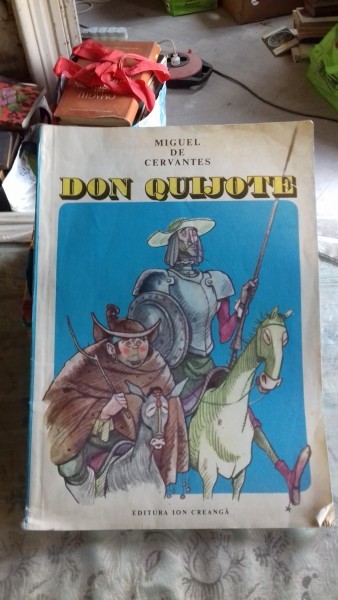 MIGUEL
DE
CERVANTES
DON QUIJOTE
EDITURA ION CREANGĂ